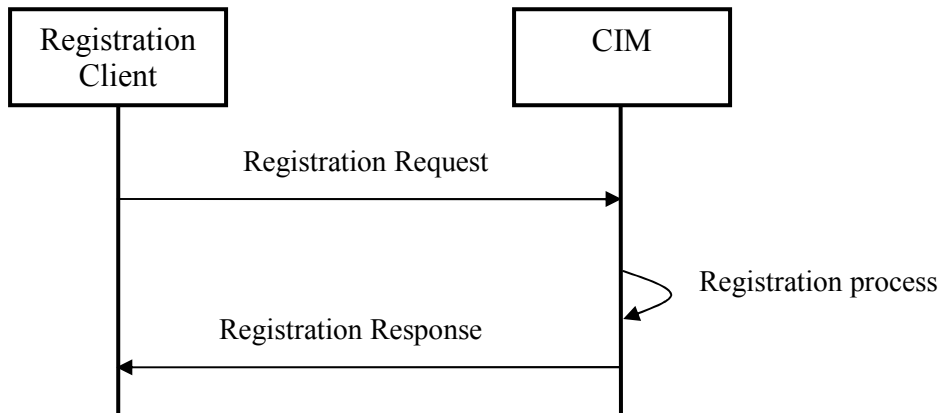 Registration
Client
CIM
Registration Request
Registration process
Registration Response